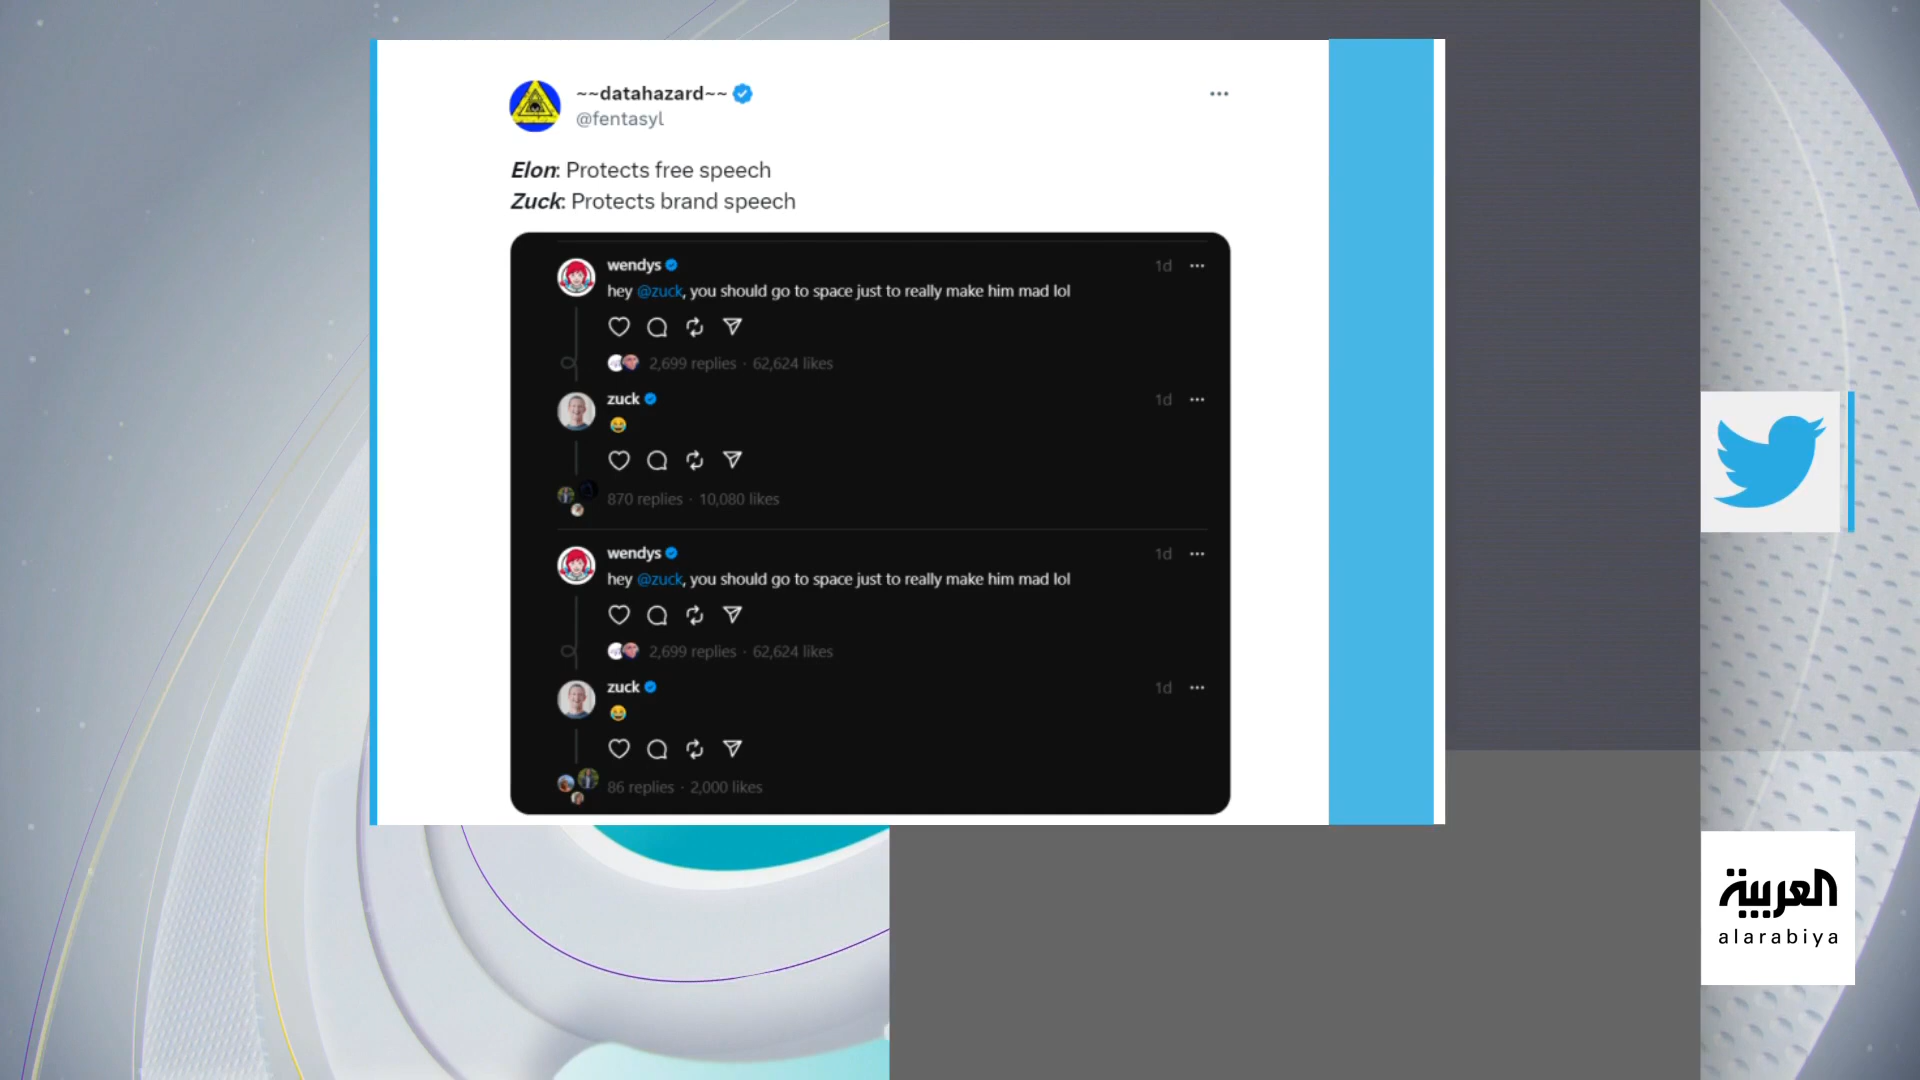 ~~datahazard~~
@fentasyl
Elon: Protects free speech
Zuck: Protects brand speech
wendys
1d
hey @zuck, you should go to space just to really make him mad lol
2,699 replies · 62,624 likes
zuck
1d
😂
870 replies · 10,080 likes
wendys
1d
hey @zuck, you should go to space just to really make him mad lol
2,699 replies · 62,624 likes
zuck
1d
😂
86 replies · 2,000 likes
العربية
alarabiya